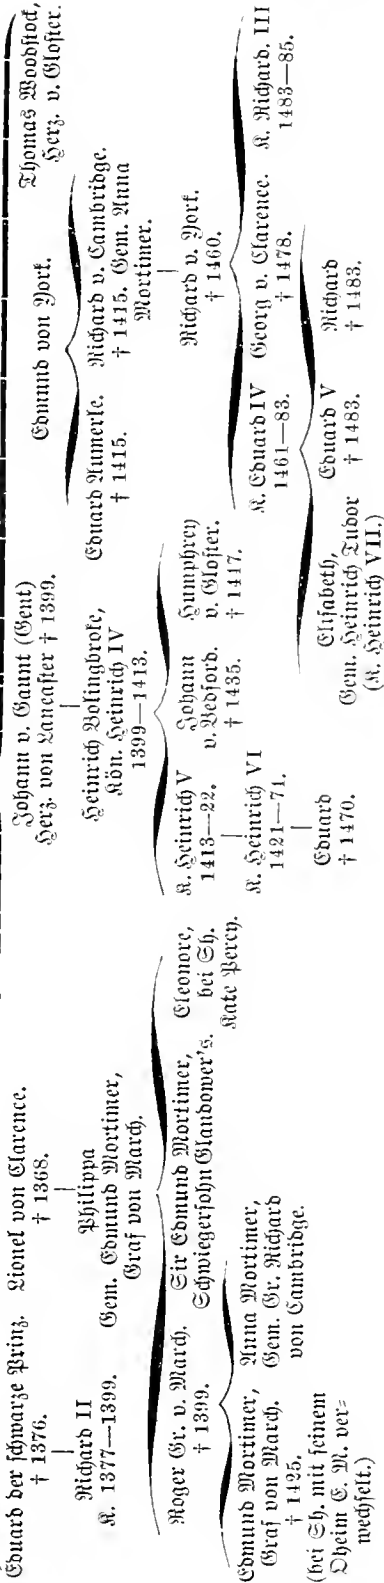 Eduard der schwarze Prinz.
† 1376.
Richard II
K. 1377—1399.
Lionel von Clarence.
† 1368.
Philippa
Gem. Edmund Mortimer,
Graf von March.
Roger Gr. v. March.
† 1399.
Sir Edmund Mortimer,
Schwiegersohn Glandower's.
Eleonore,
bei Sh.
Kate Percy.
Edmund Mortimer,
Graf von March.
† 1425.
(bei Sh. mit seinem
Oheim E. M. ver=
wechselt.)
Anna Mortimer,
Gem. Gr. Richard
von Cambridge.
Johann v. Gaunt (Gent)
Herz. von Lancaster † 1399.
Heinrich Bolingbroke,
Kön. Heinrich IV
1399—1413.
K. Heinrich V
1413—22.
Johann
v. Bedford.
† 1435.
Humphrey
v. Gloster.
† 1417.
K. Heinrich VI
1421—71.
Eduard
† 1470.
Edmund von York.
Eduard Aumerle.
† 1415.
Richard v. Cambridge.
† 1415. Gem. Anna
Mortimer.
Richard v. York.
† 1460.
K. Eduard IV
1461—83.
Georg v. Clarence.
† 1478.
K. Richard. III
1483—85.
Elisabeth,
Gem. Heinrich Tudor
(K. Heinrich VII.)
Eduard V
† 1483.
Richard
† 1483.
Thomas Woodstock,
Herz. v. Gloster.